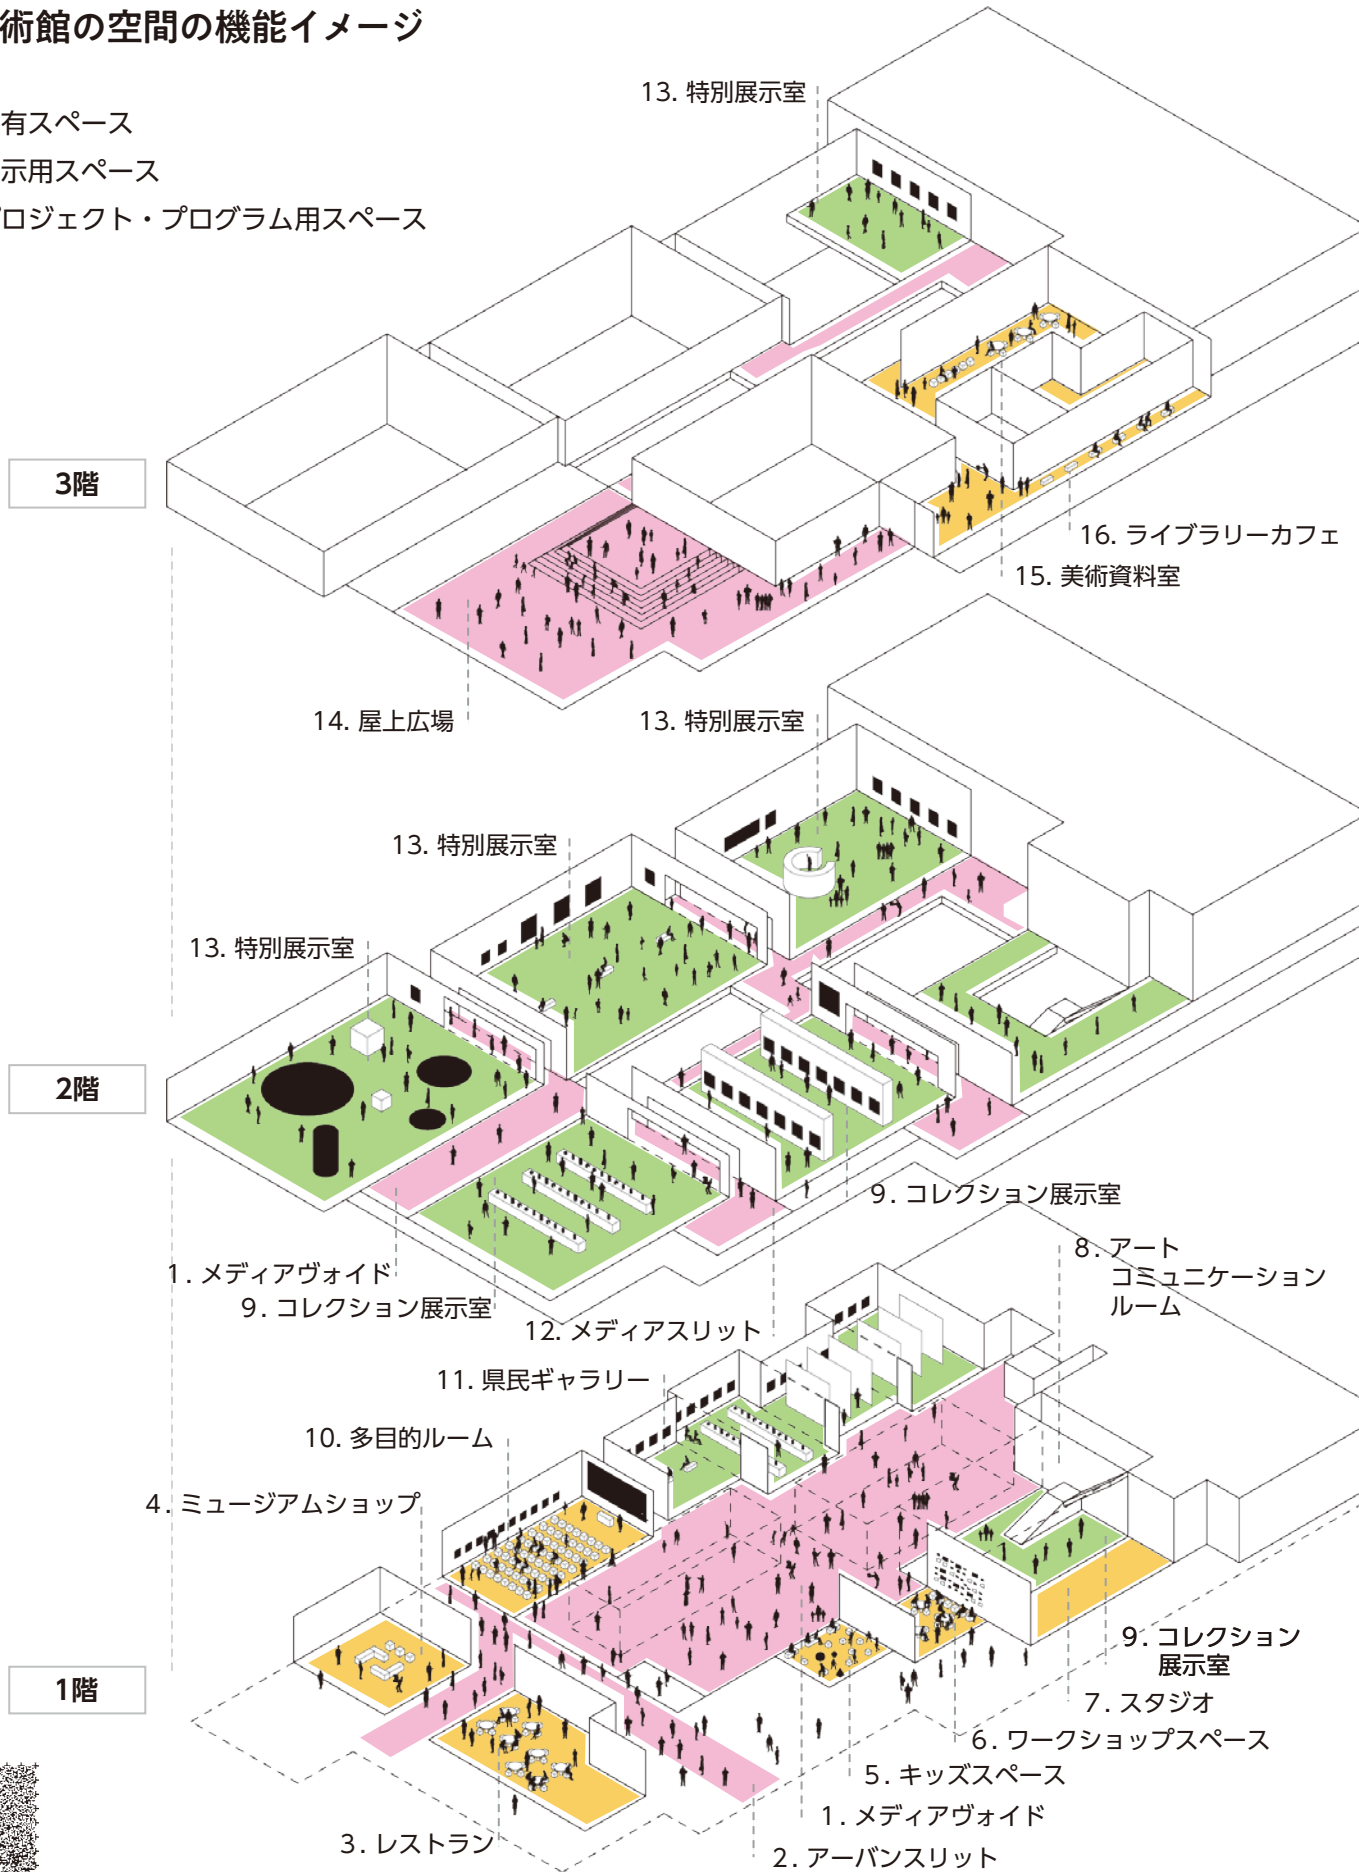 術館の空間の機能イメージ
有スペース
示用スペース
プロジェクト・プログラム用スペース
13. 特別展示室
3階
16. ライブラリーカフェ
15. 美術資料室
14. 屋上広場
13. 特別展示室
13. 特別展示室
13. 特別展示室
2階
9. コレクション展示室
1. メディアヴォイド
9. コレクション展示室
12. メディアスリット
8. アート
コミュニケーション
ルーム
11. 県民ギャラリー
10. 多目的ルーム
4. ミュージアムショップ
1階
9. コレクション
展示室
7. スタジオ
6. ワークショップスペース
5. キッズスペース
1. メディアヴォイド
3. レストラン
2. アーバンスリット